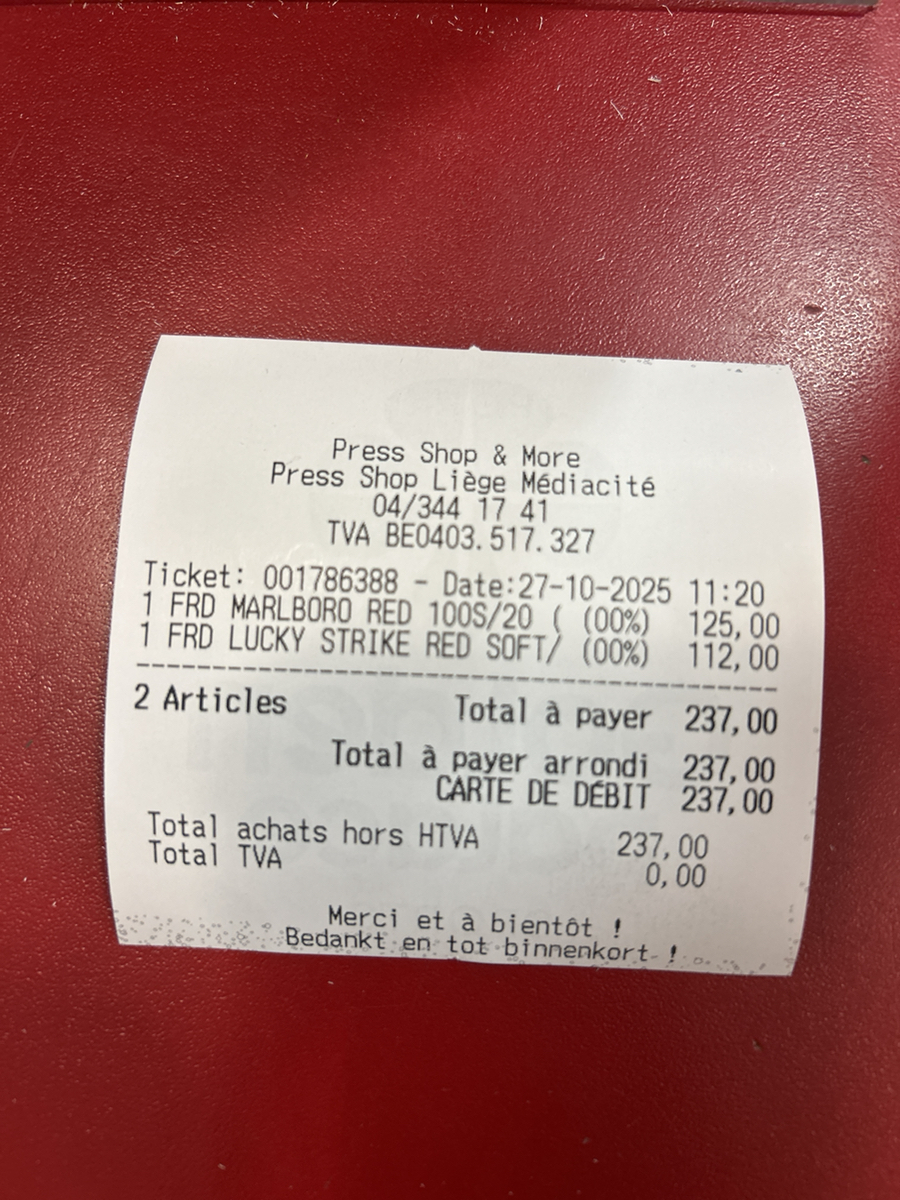 Press Shop & More
Press Shop Liège Médiacité
04/344 17 41
TVA BE0403.517.327
Ticket: 001786388 - Date:27-10-2025 11:20
1 FRD MARLBORO RED 100S/20 ( (00%) 125,00
1 FRD LUCKY STRIKE RED SOFT/ (00%) 112,00
2 Articles Total à payer 237,00
Total à payer arrondi 237,00
CARTE DE DÉBIT 237,00
Total achats hors HTVA 237,00
Total TVA 0,00
Merci et à bientôt !
Bedankt en tot binnenkort !